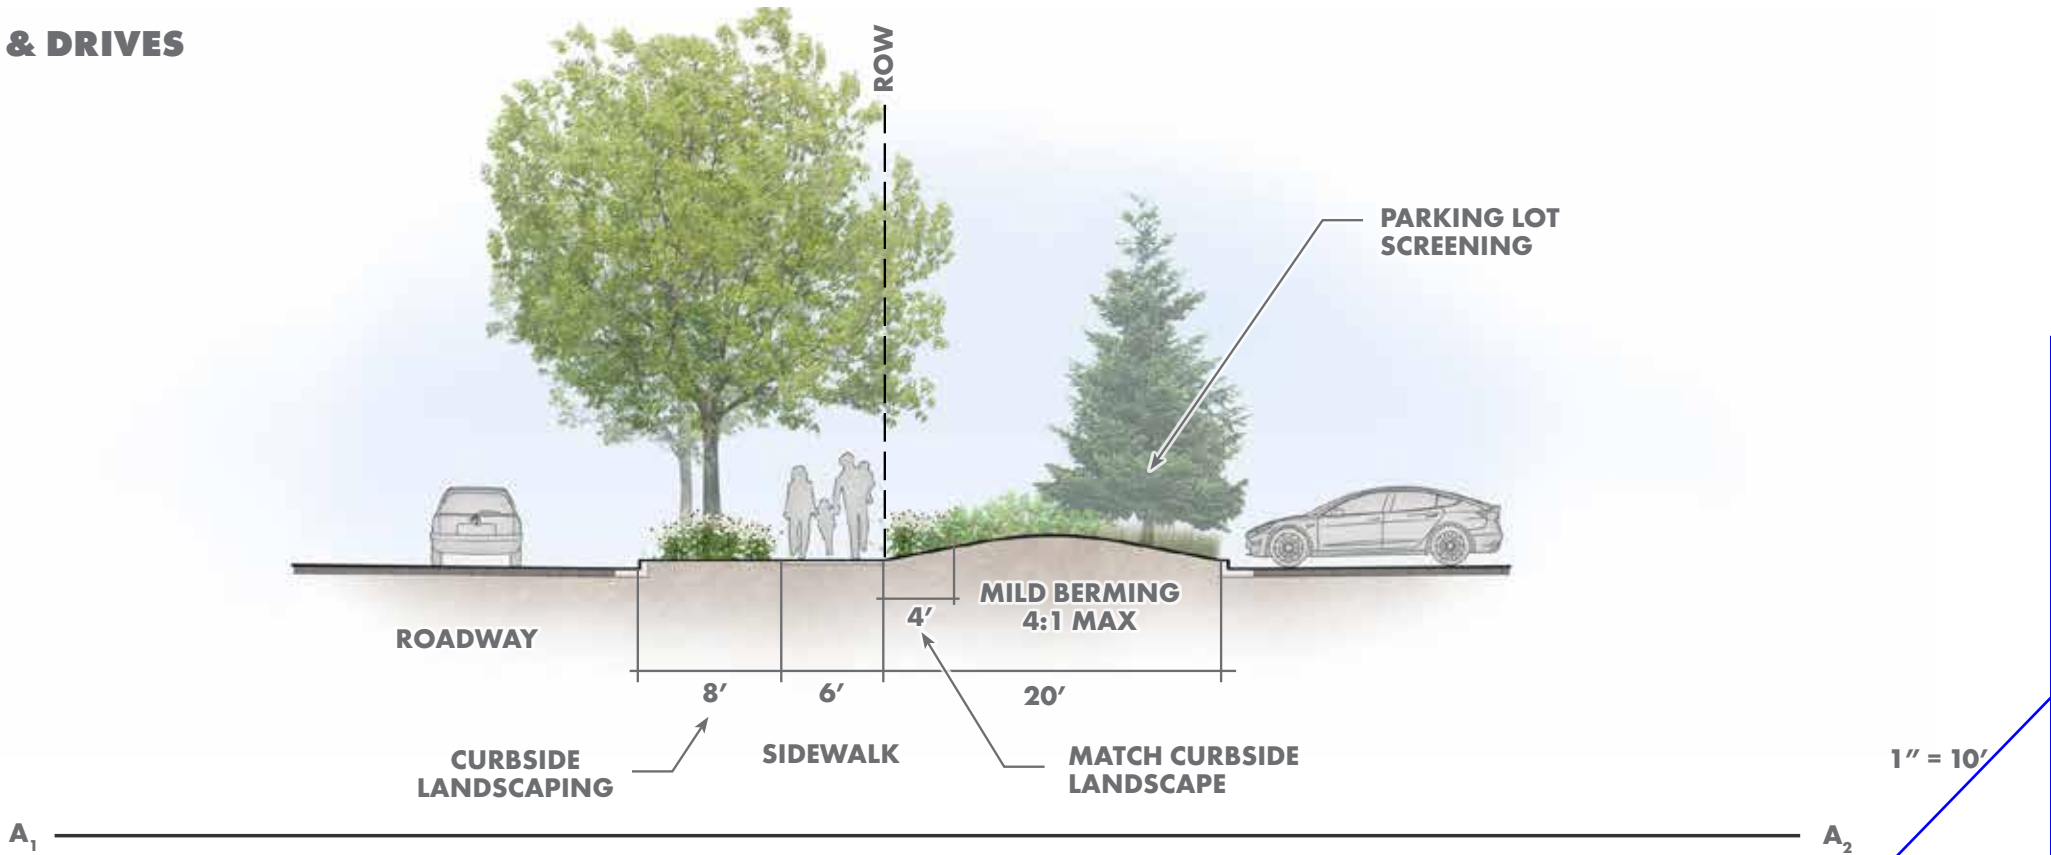 & DRIVES
ROW
PARKING LOT
SCREENING
MILD BERMING
4:1 MAX
4′
ROADWAY
8′
6′
20′
CURBSIDE
LANDSCAPING
SIDEWALK
MATCH CURBSIDE
LANDSCAPE
1″ = 10′
A₁
A₂